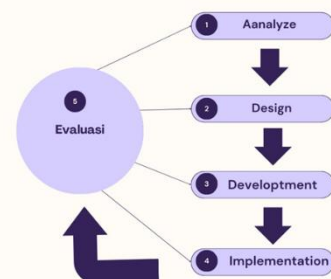 1 Aanalyze
2 Design
3 Developtment
4 Implementation
5
Evaluasi